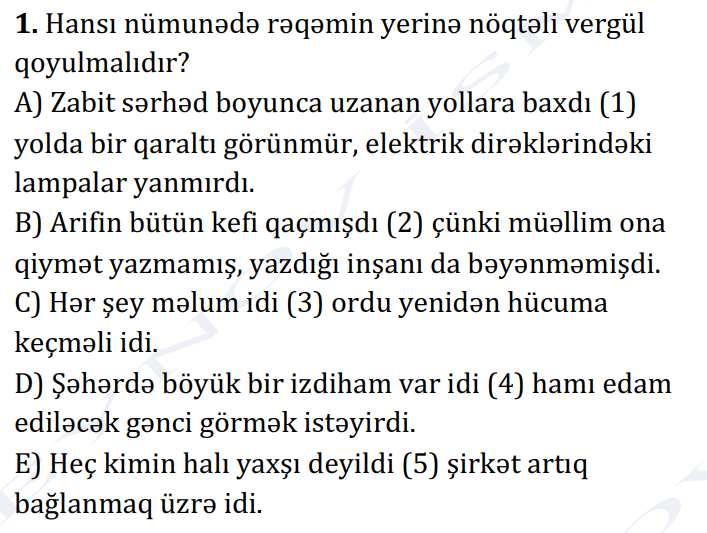 1. Hansı nümunədə rəqəmin yerinə nöqtəli vergül
qoyulmalıdır?
A) Zabit sərhəd boyunca uzanan yollara baxdı (1)
yolda bir qaraltı görünmür, elektrik dirəklərindəki
lampalar yanmırdı.
B) Arifin bütün kefi qaçmışdı (2) çünki müəllim ona
qiymət yazmamış, yazdığı inşanı da bəyənməmişdi.
C) Hər şey məlum idi (3) ordu yenidən hücuma
keçməli idi.
D) Şəhərdə böyük bir izdiham var idi (4) hamı edam
ediləcək gənci görmək istəyirdi.
E) Heç kimin halı yaxşı deyildi (5) şirkət artıq
bağlanmaq üzrə idi.